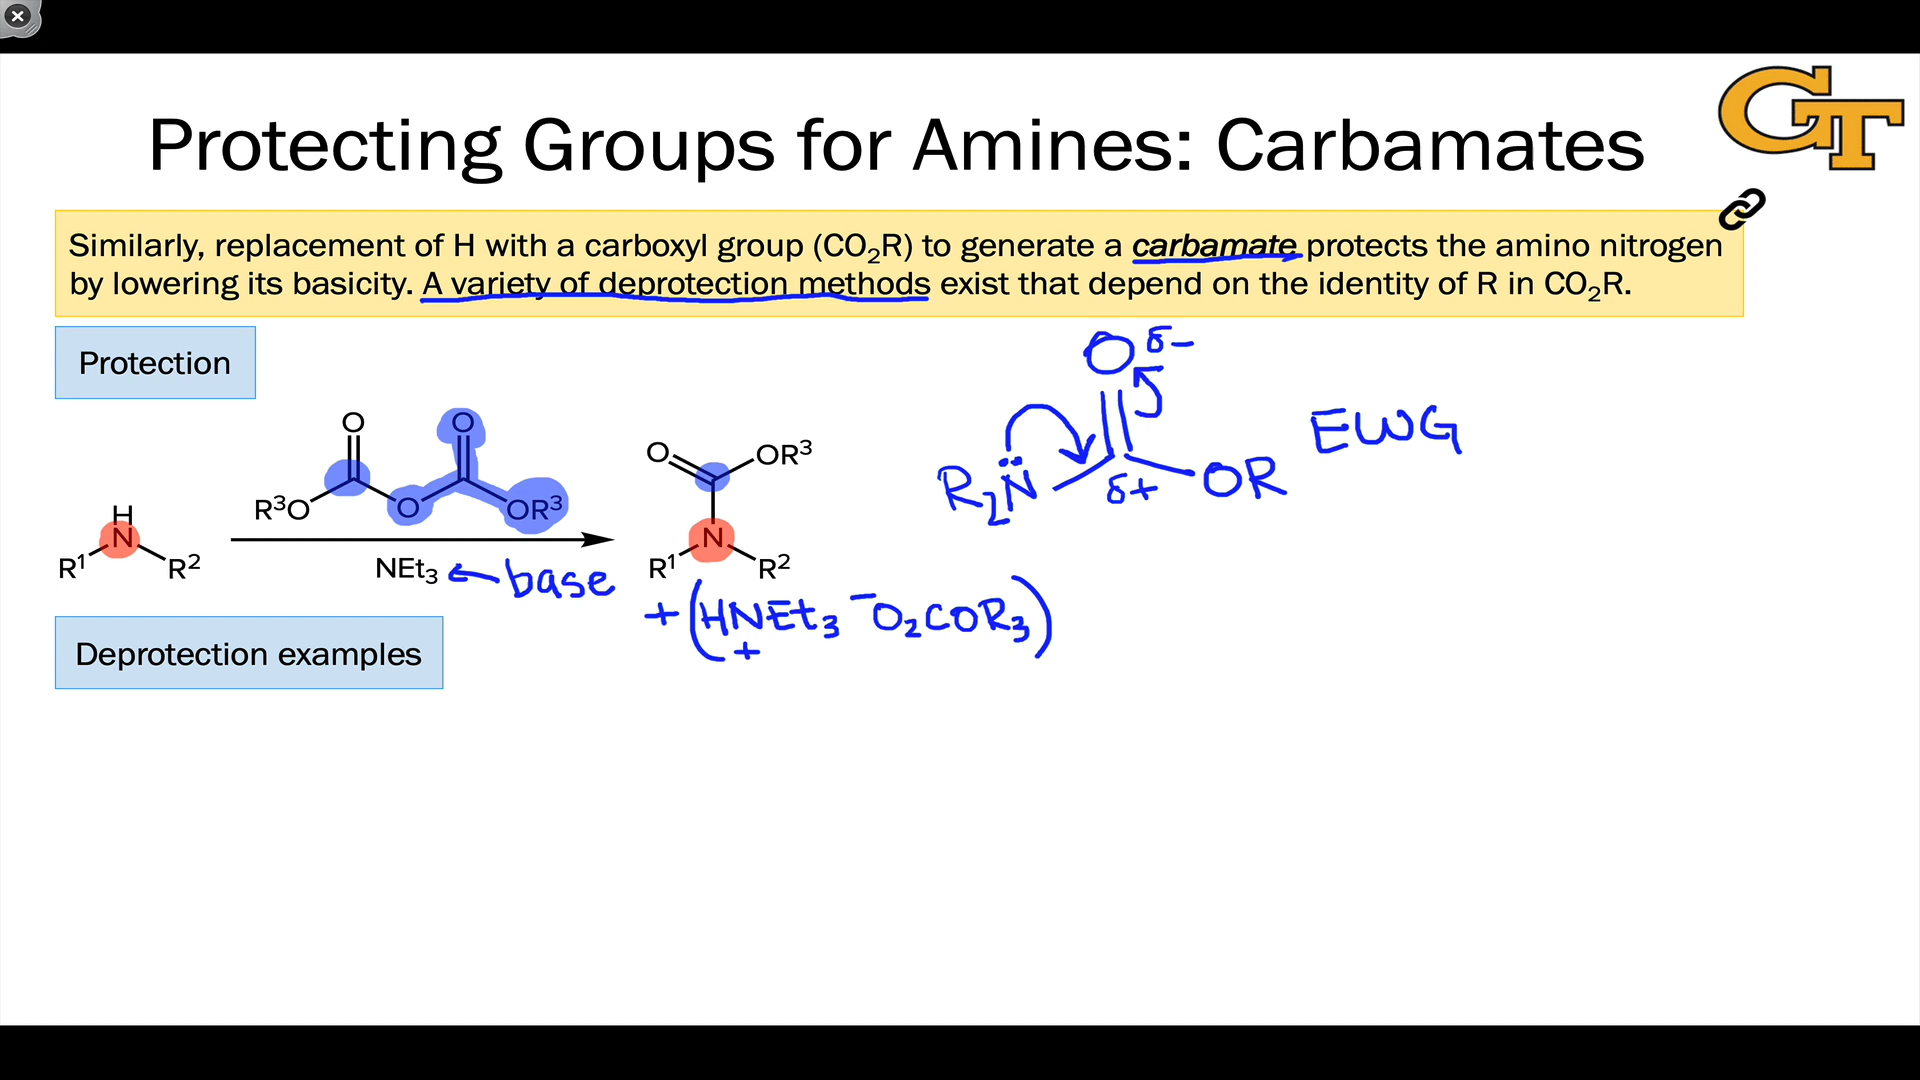 GT
Protecting Groups for Amines: Carbamates
Similarly, replacement of H with a carboxyl group (CO₂R) to generate a carbamate protects the amino nitrogen
by lowering its basicity. A variety of deprotection methods exist that depend on the identity of R in CO₂R.
Protection
H
N
R¹ R²
O O
R³O O OR³
NEt₃ ← base
O OR³
N
R¹ R²
+ (HNEt₃ ⁻O₂COR₃)
+
O δ−
R₂N̈ δ+ OR
EWG
Deprotection examples